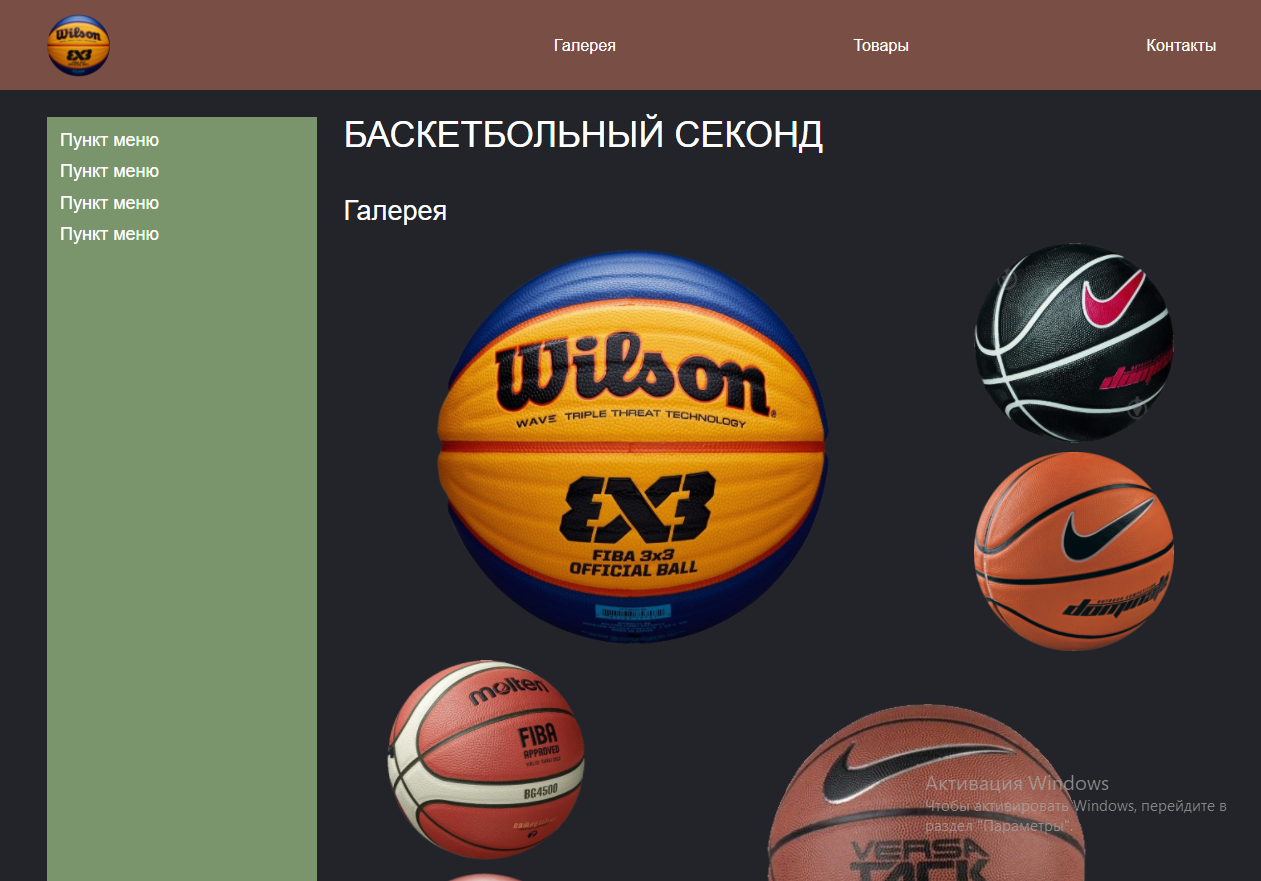 Wilson
3X3
Галерея
Товары
Контакты
Пункт меню
Пункт меню
Пункт меню
Пункт меню
БАСКЕТБОЛЬНЫЙ СЕКОНД
Галерея
Wilson
WAVE TRIPLE THREAT TECHNOLOGY
3X3
FIBA 3x3
OFFICIAL BALL
dominate
molten
FIBA
APPROVED
BG4500
VERSA
TACK
Активация Windows
Чтобы активировать Windows, перейдите в
раздел "Параметры".